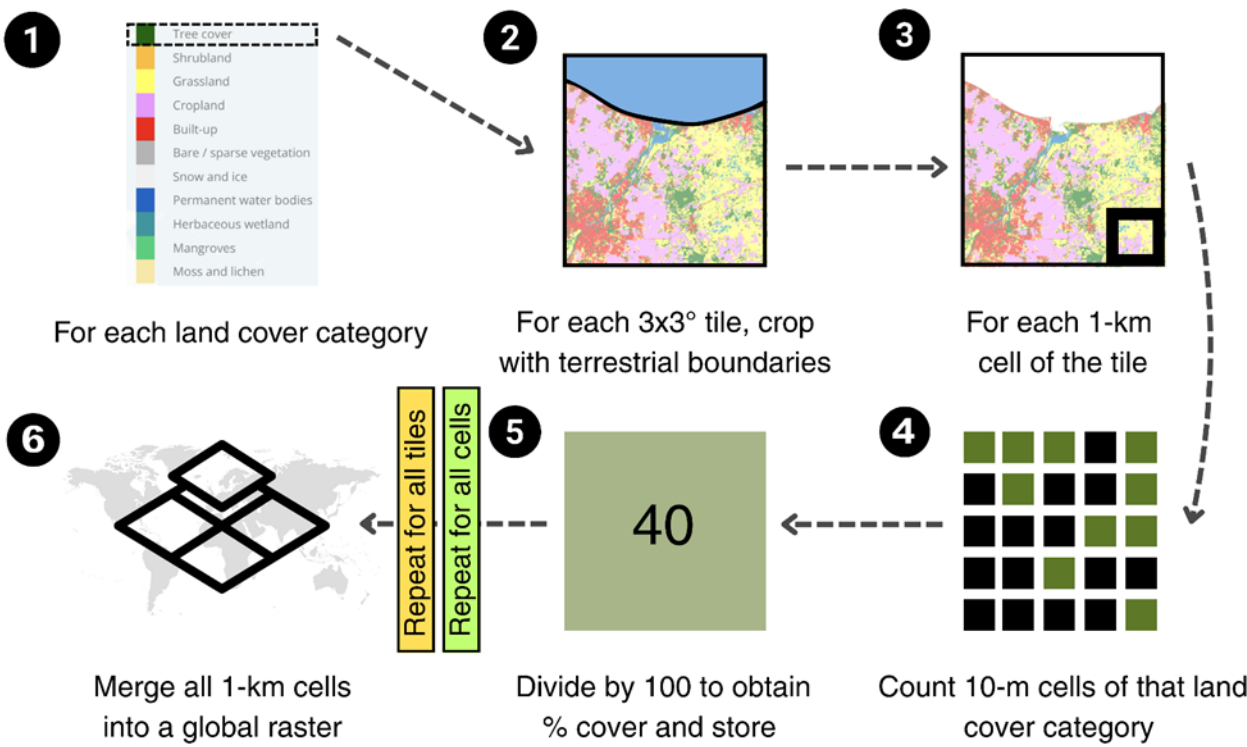 1
Tree cover
Shrubland
Grassland
Cropland
Built-up
Bare / sparse vegetation
Snow and ice
Permanent water bodies
Herbaceous wetland
Mangroves
Moss and lichen
For each land cover category
2
For each 3x3° tile, crop
with terrestrial boundaries
3
For each 1-km
cell of the tile
4
Count 10-m cells of that land
cover category
5
40
Divide by 100 to obtain
% cover and store
Repeat for all cells
Repeat for all tiles
6
Merge all 1-km cells
into a global raster